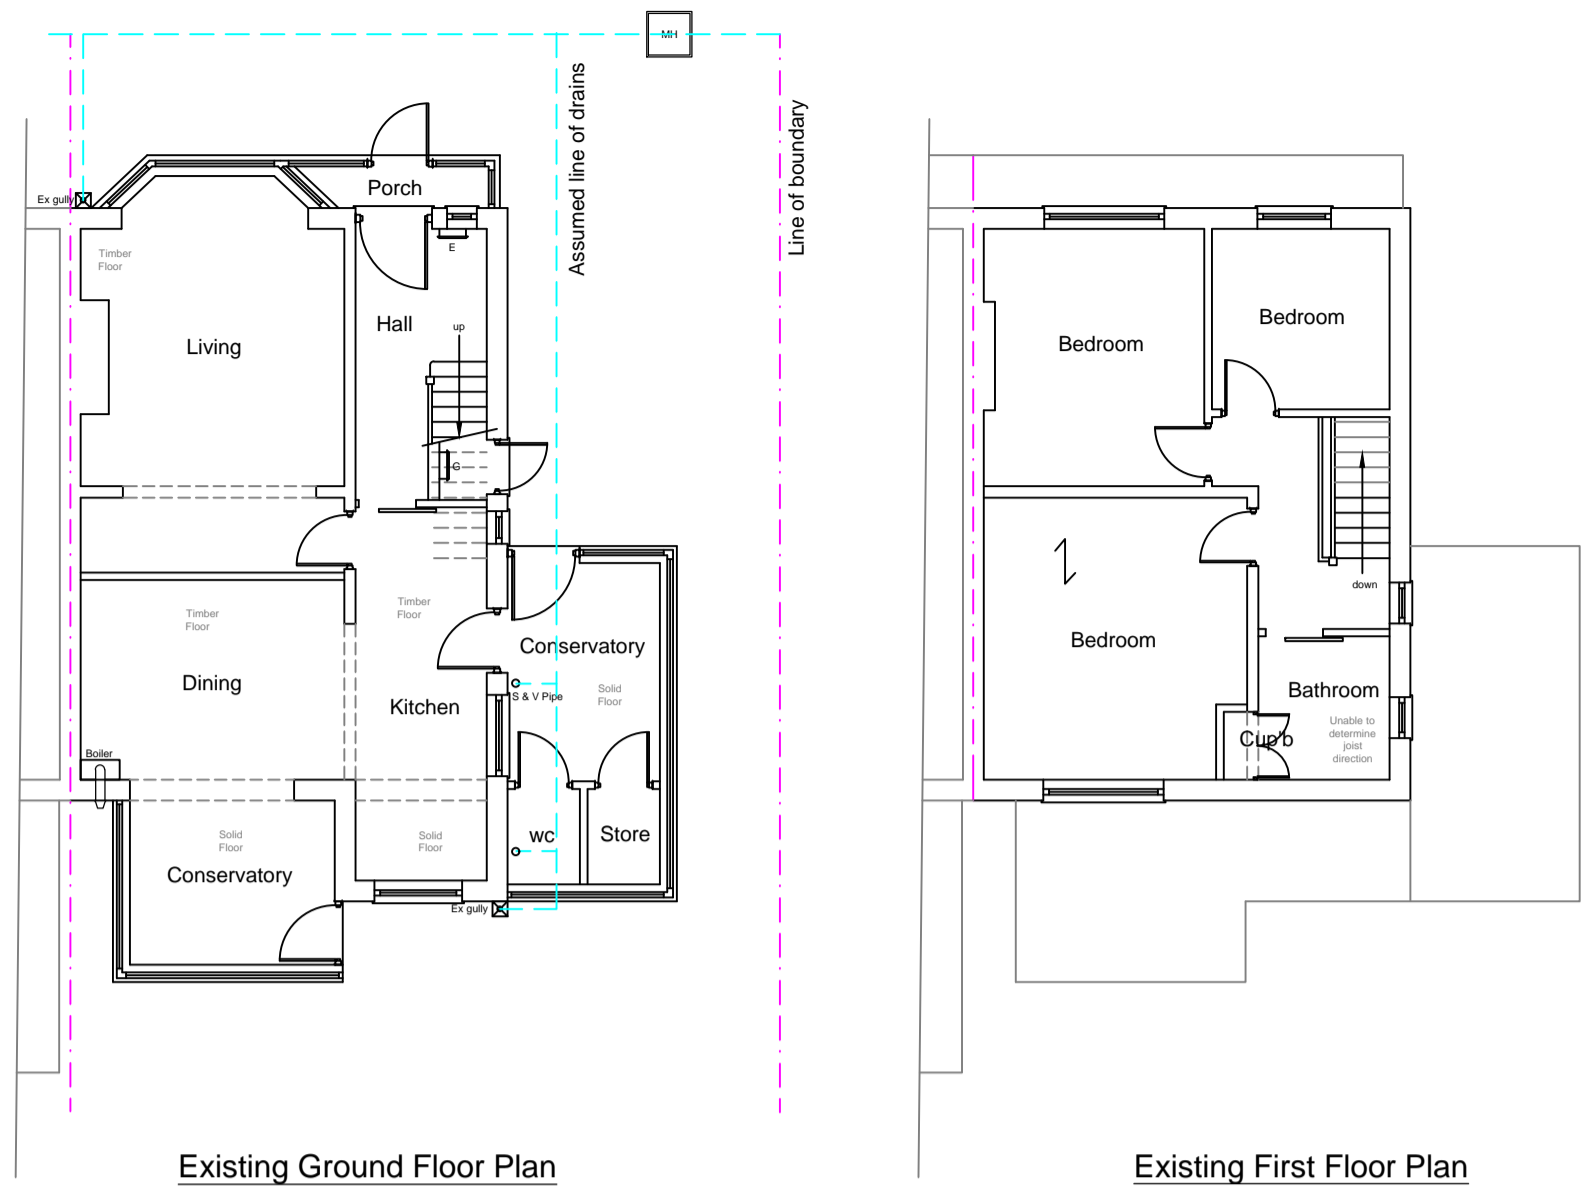 MH
Assumed line of drains
Line of boundary
Porch
Ex gully
E
Timber
Floor
Hall
up
Living
G
Timber
Floor
Timber
Floor
Conservatory
Dining
Solid
Floor
S & V Pipe
Kitchen
Boiler
Solid
Floor
Solid
Floor
wc
Store
Conservatory
Ex gully
Existing Ground Floor Plan
Bedroom
Bedroom
down
Bedroom
Bathroom
Unable to
determine
joist
direction
Cup'b
Existing First Floor Plan